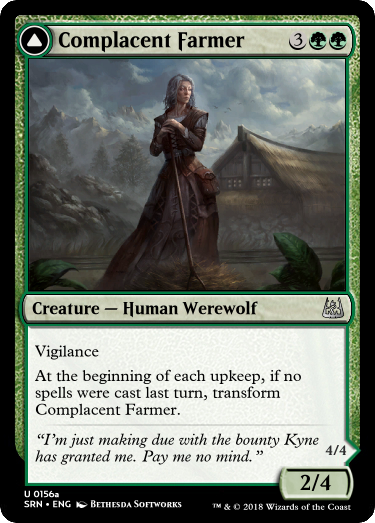 Complacent Farmer 3
Creature — Human Werewolf
Vigilance
At the beginning of each upkeep, if no
spells were cast last turn, transform
Complacent Farmer.
“I’m just making due with the bounty Kyne
has granted me. Pay me no mind.”
4/4
2/4
U 0156a
SRN • ENG Bethesda Softworks
™ & © 2018 Wizards of the Coast